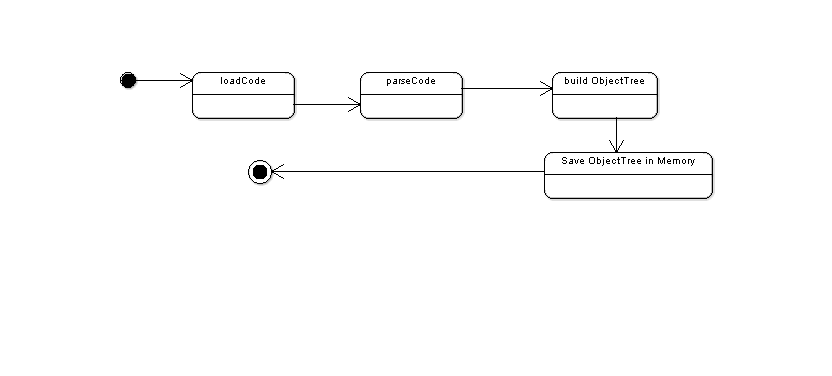 loadCode
parseCode
build ObjectTree
Save ObjectTree in Memory